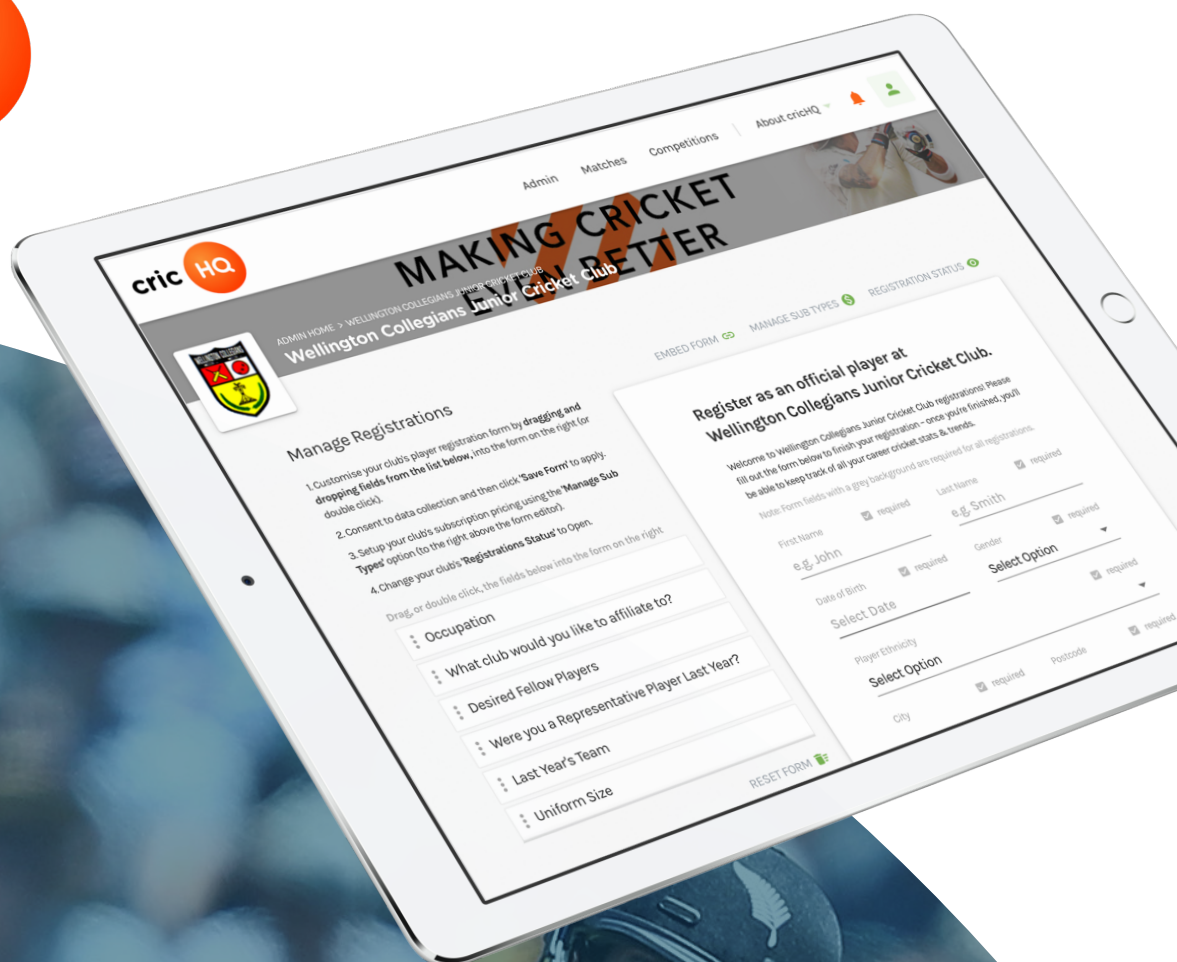 cric HQ
Admin
Matches
Competitions
About cricHQ
MAKING CRICKET
EVEN BETTER
ADMIN HOME > WELLINGTON COLLEGIANS JUNIOR CRICKET CLUB
Wellington Collegians Junior Cricket Club
WELLINGTON COLLEGIANS
EMBED FORM
MANAGE SUB TYPES
REGISTRATION STATUS
Manage Registrations
1. Customise your club's player registration form by dragging and
dropping fields from the list below, into the form on the right (or
double click).
2. Consent to data collection and then click 'Save Form' to apply.
3. Setup your club's subscription pricing using the 'Manage Sub
Types' option (to the right above the form editor).
4. Change your club's 'Registrations Status' to Open.
Drag, or double click, the fields below into the form on the right
Occupation
What club would you like to affiliate to?
Desired Fellow Players
Were you a Representative Player Last Year?
Last Year's Team
Uniform Size
RESET FORM
Register as an official player at
Wellington Collegians Junior Cricket Club.
Welcome to Wellington Collegians Junior Cricket Club registrations! Please
fill out the form below to finish your registration - once you're finished, you'll
be able to keep track of all your career cricket stats & trends.
Note: Form fields with a grey background are required for all registrations.
First Name
required
Last Name
required
e.g. John
e.g. Smith
Date of Birth
required
Gender
required
Select Date
Select Option
Player Ethnicity
required
Select Option
City
required
Postcode
required